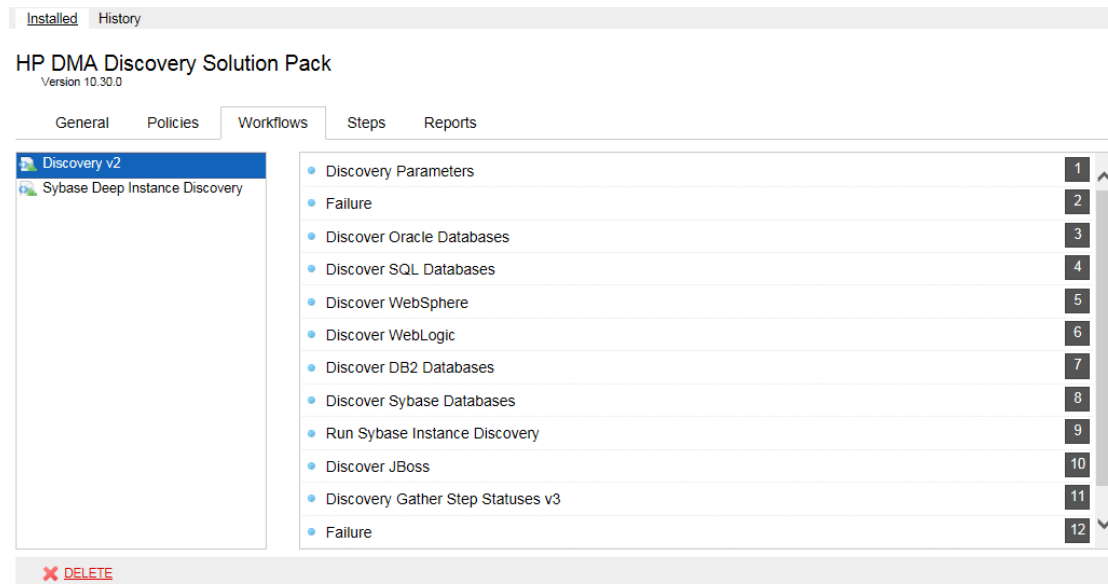 Installed History
HP DMA Discovery Solution Pack
Version 10.30.0
General Policies Workflows Steps Reports
Discovery v2
Sybase Deep Instance Discovery
Discovery Parameters 1
Failure 2
Discover Oracle Databases 3
Discover SQL Databases 4
Discover WebSphere 5
Discover WebLogic 6
Discover DB2 Databases 7
Discover Sybase Databases 8
Run Sybase Instance Discovery 9
Discover JBoss 10
Discovery Gather Step Statuses v3 11
Failure 12
DELETE